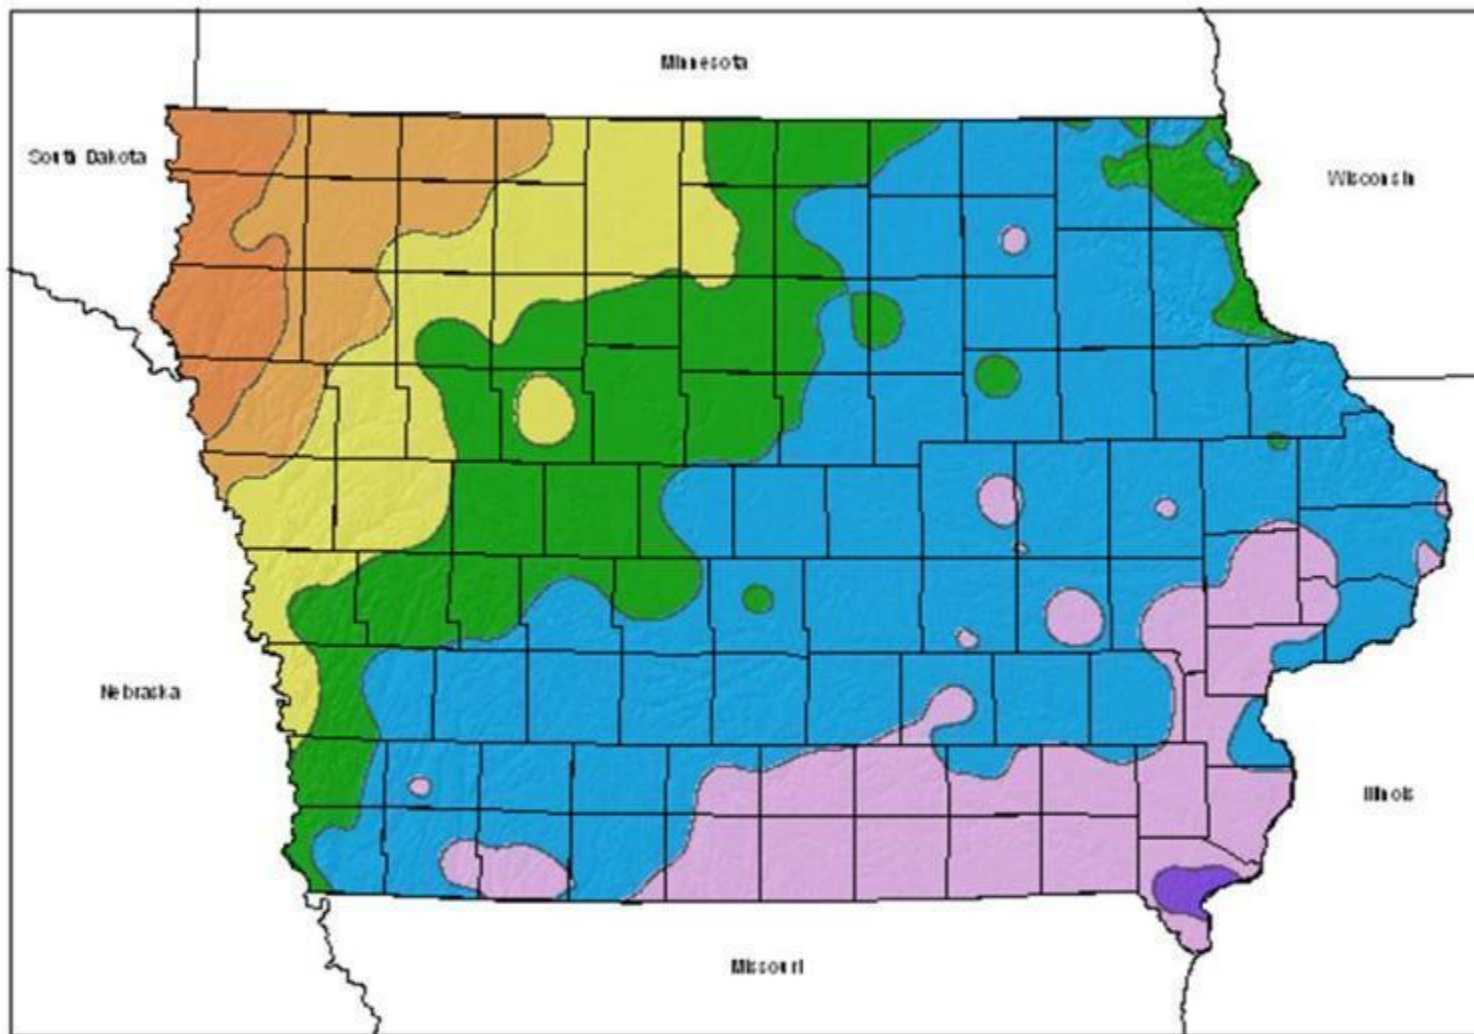 Minnesota
South Dakota
Wisconsin
Nebraska
Illinois
Missouri